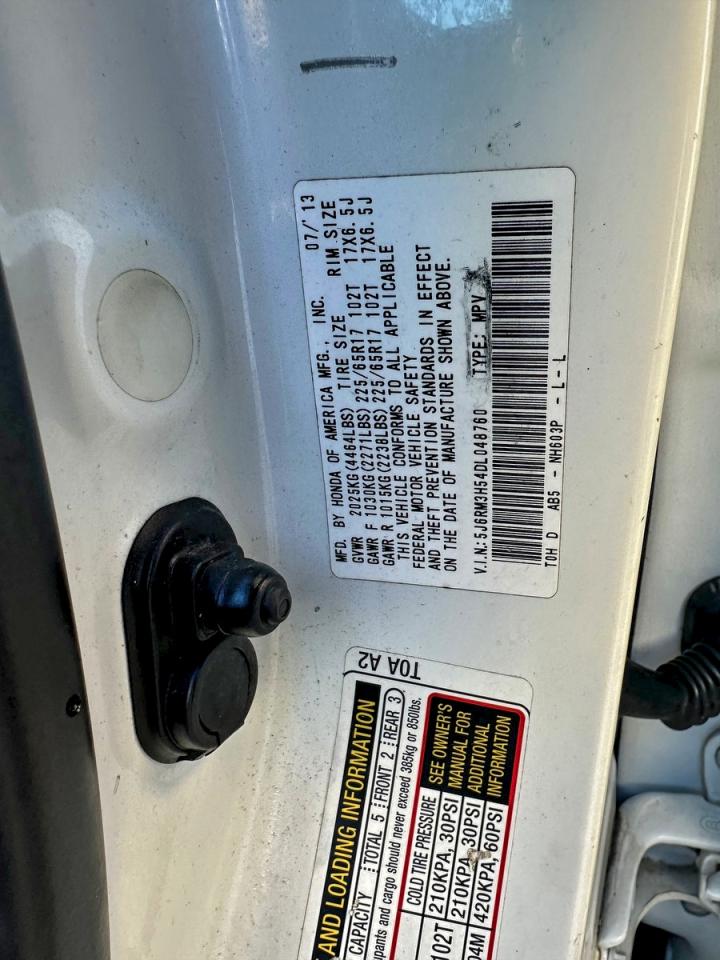 MFD. BY HONDA OF AMERICA MFG., INC. 07/'13
GVWR 2025KG(4464LBS) TIRE SIZE RIM SIZE
GAWR F 1030KG(2271LBS) 225/65R17 102T 17X6.5J
GAWR R 1015KG(2238LBS) 225/65R17 102T 17X6.5J
THIS VEHICLE CONFORMS TO ALL APPLICABLE
FEDERAL MOTOR VEHICLE SAFETY
AND THEFT PREVENTION STANDARDS IN EFFECT
ON THE DATE OF MANUFACTURE SHOWN ABOVE.
V.I.N: 5J6RM3H54DL048760 TYPE: MPV
TOH D AB5 - NH603P - L - L
TOA A2
AND LOADING INFORMATION
CAPACITY TOTAL 5 FRONT 2 REAR 3
and cargo should never exceed 385kg or 850lbs.
COLD TIRE PRESSURE SEE OWNER'S
102T 210KPA, 30PSI MANUAL FOR
210KPA, 30PSI ADDITIONAL
420KPA, 60PSI INFORMATION